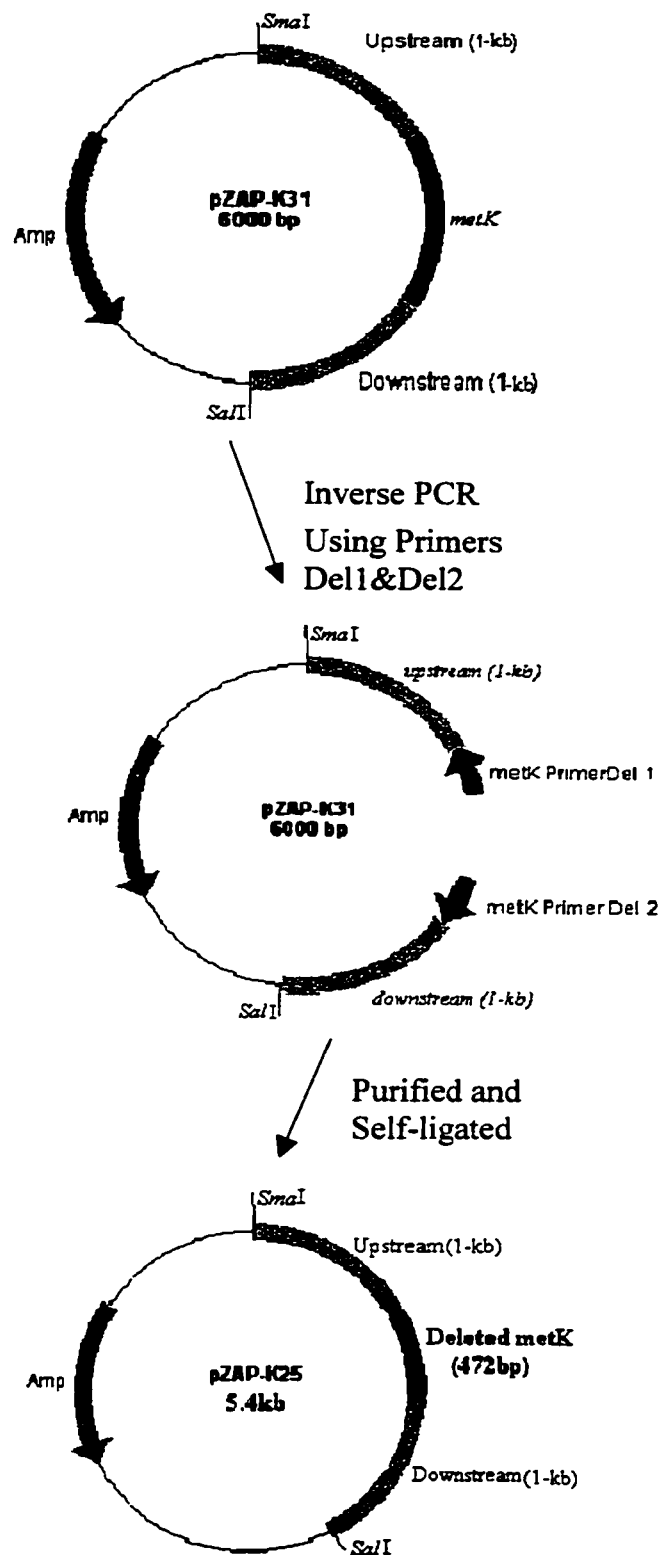 SmaI
Upstream (1-kb)
pZAP-K31
6000 bp
metK
Amp
Downstream (1-kb)
SalI
Inverse PCR
Using Primers
Del1&Del2
SmaI
upstream (1-kb)
metK PrimerDel 1
pZAP-K31
6000 bp
Amp
metK Primer Del 2
downstream (1-kb)
SalI
Purified and
Self-ligated
SmaI
Upstream(1-kb)
Deleted metK
(472bp)
pZAP-K25
5.4kb
Amp
Downstream(1-kb)
SalI